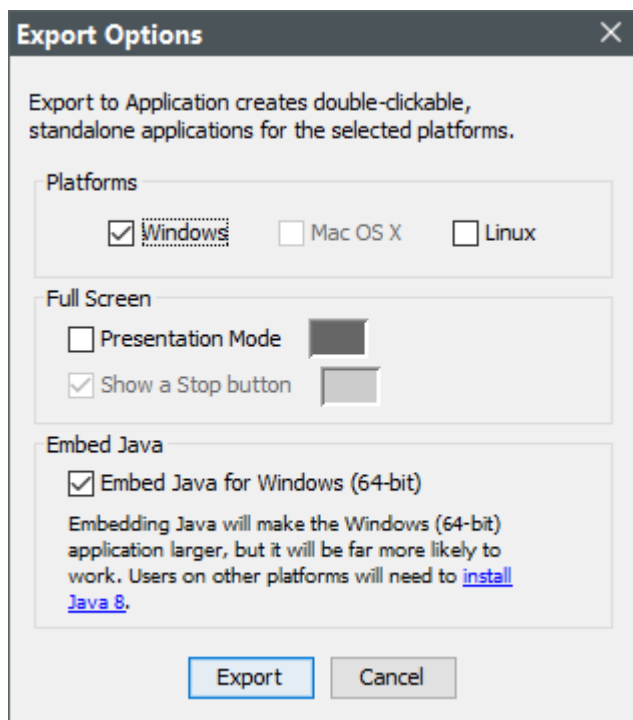 Export Options
Export to Application creates double-clickable,
standalone applications for the selected platforms.
Platforms
Windows Mac OS X Linux
Full Screen
Presentation Mode
Show a Stop button
Embed Java
Embed Java for Windows (64-bit)
Embedding Java will make the Windows (64-bit)
application larger, but it will be far more likely to
work. Users on other platforms will need to install
Java 8.
Export Cancel